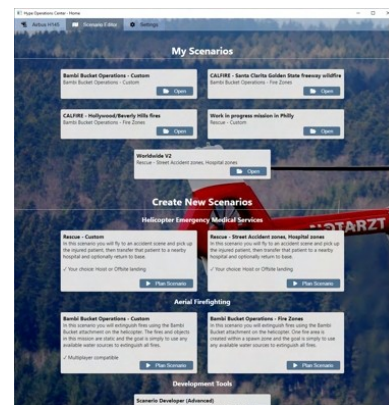 Hype Operations Center - Home
Airbus H145
Scenario Editor
Settings
My Scenarios
Bambi Bucket Operations - Custom
Bambi Bucket Operations - Custom
Open
CALFIRE - Santa Clarita Golden State freeway wildfire
Bambi Bucket Operations - Fire Zones
Open
CALFIRE - Hollywood/Beverly Hills fires
Bambi Bucket Operations - Fire Zones
Open
Work in progress mission in Philly
Rescue - Custom
Open
Worldwide V2
Rescue - Street Accident zones, Hospital zones
Open
Create New Scenarios
NOTARZT
Helicopter Emergency Medical Services
Rescue - Custom
In this scenario you will fly to an accident scene and pick up
the injured patient, then transfer that patient to a nearby
hospital and optionally return to base.
✓ Your choice: Hoist or Offsite landing
Plan Scenario
Rescue - Street Accident zones, Hospital zones
In this scenario you will fly to an accident scene and pick up
the injured patient, then transfer that patient to a nearby
hospital and optionally return to base.
✓ Your choice: Hoist or Offsite landing
Plan Scenario
Aerial Firefighting
Bambi Bucket Operations - Custom
In this scenario you will extinguish fires using the Bambi
Bucket attachment on the helicopter. The fires and objects
in this mission are static and the goal is simply to use any
available water sources to extinguish all fires.
✓ Multiplayer compatible
Plan Scenario
Bambi Bucket Operations - Fire Zones
In this scenario you will extinguish fires using the Bambi
Bucket attachment on the helicopter. One fire area is
created within a spawn zone and the goal is simply to use
any available water sources to extinguish all fires.
Plan Scenario
Development Tools
Scenario Developer (Advanced)